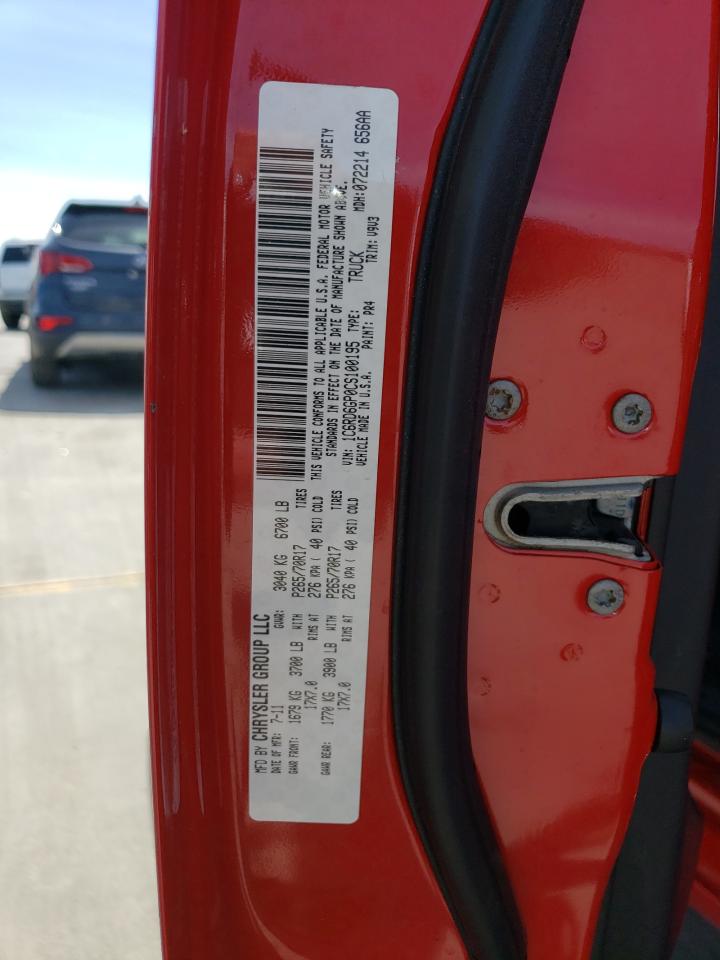 MFD BY CHRYSLER GROUP LLC
DATE OF MFR: 7-11 GVWR: 3040 KG 6700 LB
GAWR FRONT: 1679 KG 3700 LB WITH P265/70R17 TIRES
17X7.0 RIMS AT 276 KPA ( 40 PSI) COLD
GAWR REAR: 1770 KG 3900 LB WITH P265/70R17 TIRES
17X7.0 RIMS AT 276 KPA ( 40 PSI) COLD
THIS VEHICLE CONFORMS TO ALL APPLICABLE U.S.A. FEDERAL MOTOR VEHICLE SAFETY
STANDARDS IN EFFECT ON THE DATE OF MANUFACTURE SHOWN ABOVE.
VIN: 1C6RD6GP0CS100195 TYPE: TRUCK MDH:072214 656AA
VEHICLE MADE IN U.S.A. PAINT: PR4 TRIM: V9V3